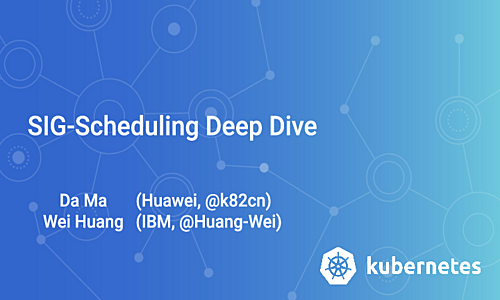 SIG-Scheduling Deep Dive
Da Ma (Huawei, @k82cn)
Wei Huang (IBM, @Huang-Wei)
kubernetes